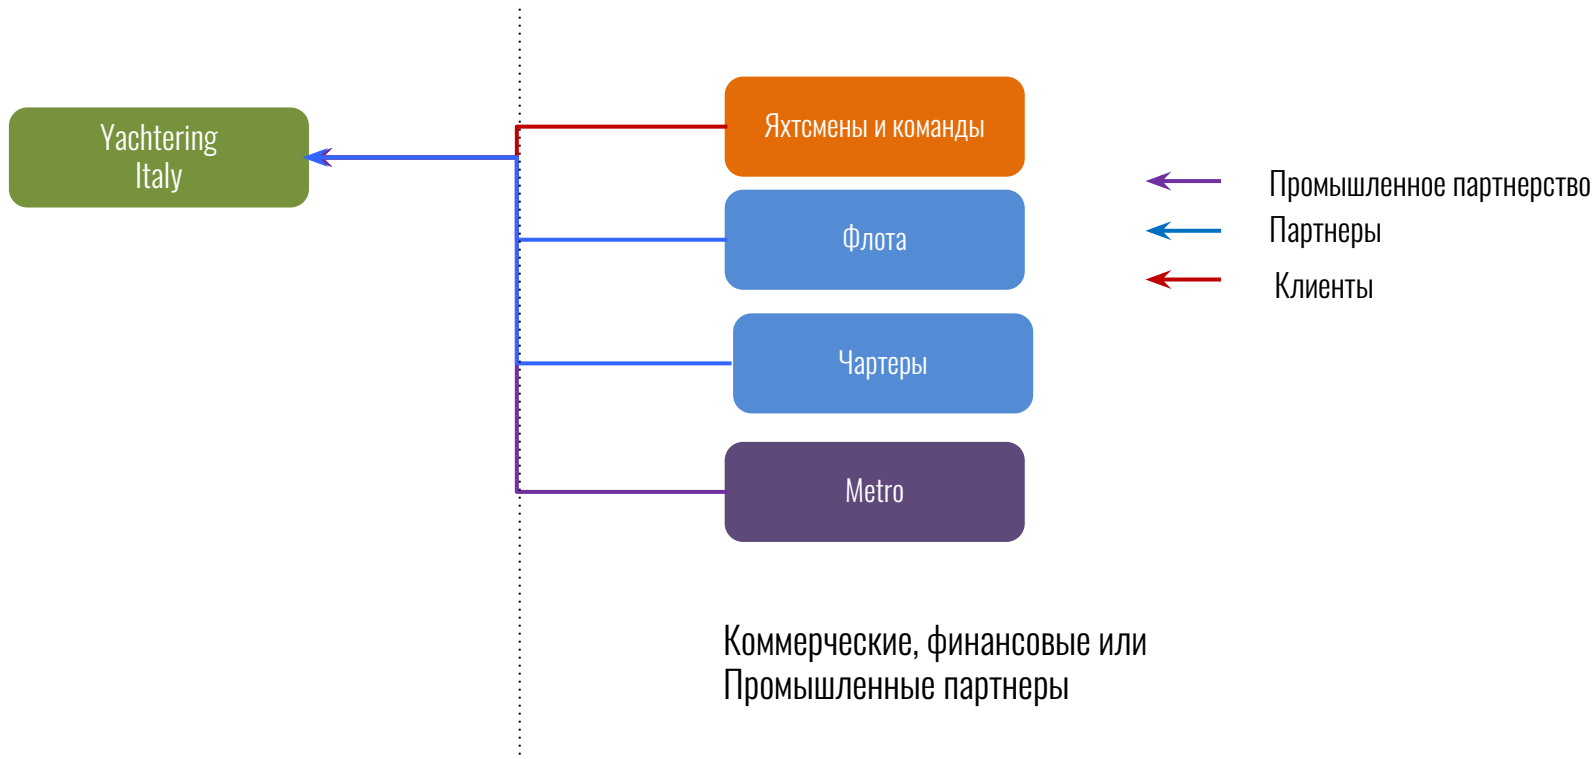 Yachtering
Italy
Яхтсмены и команды
Флота
Чартеры
Metro
Промышленное партнерство
Партнеры
Клиенты
Коммерческие, финансовые или
Промышленные партнеры